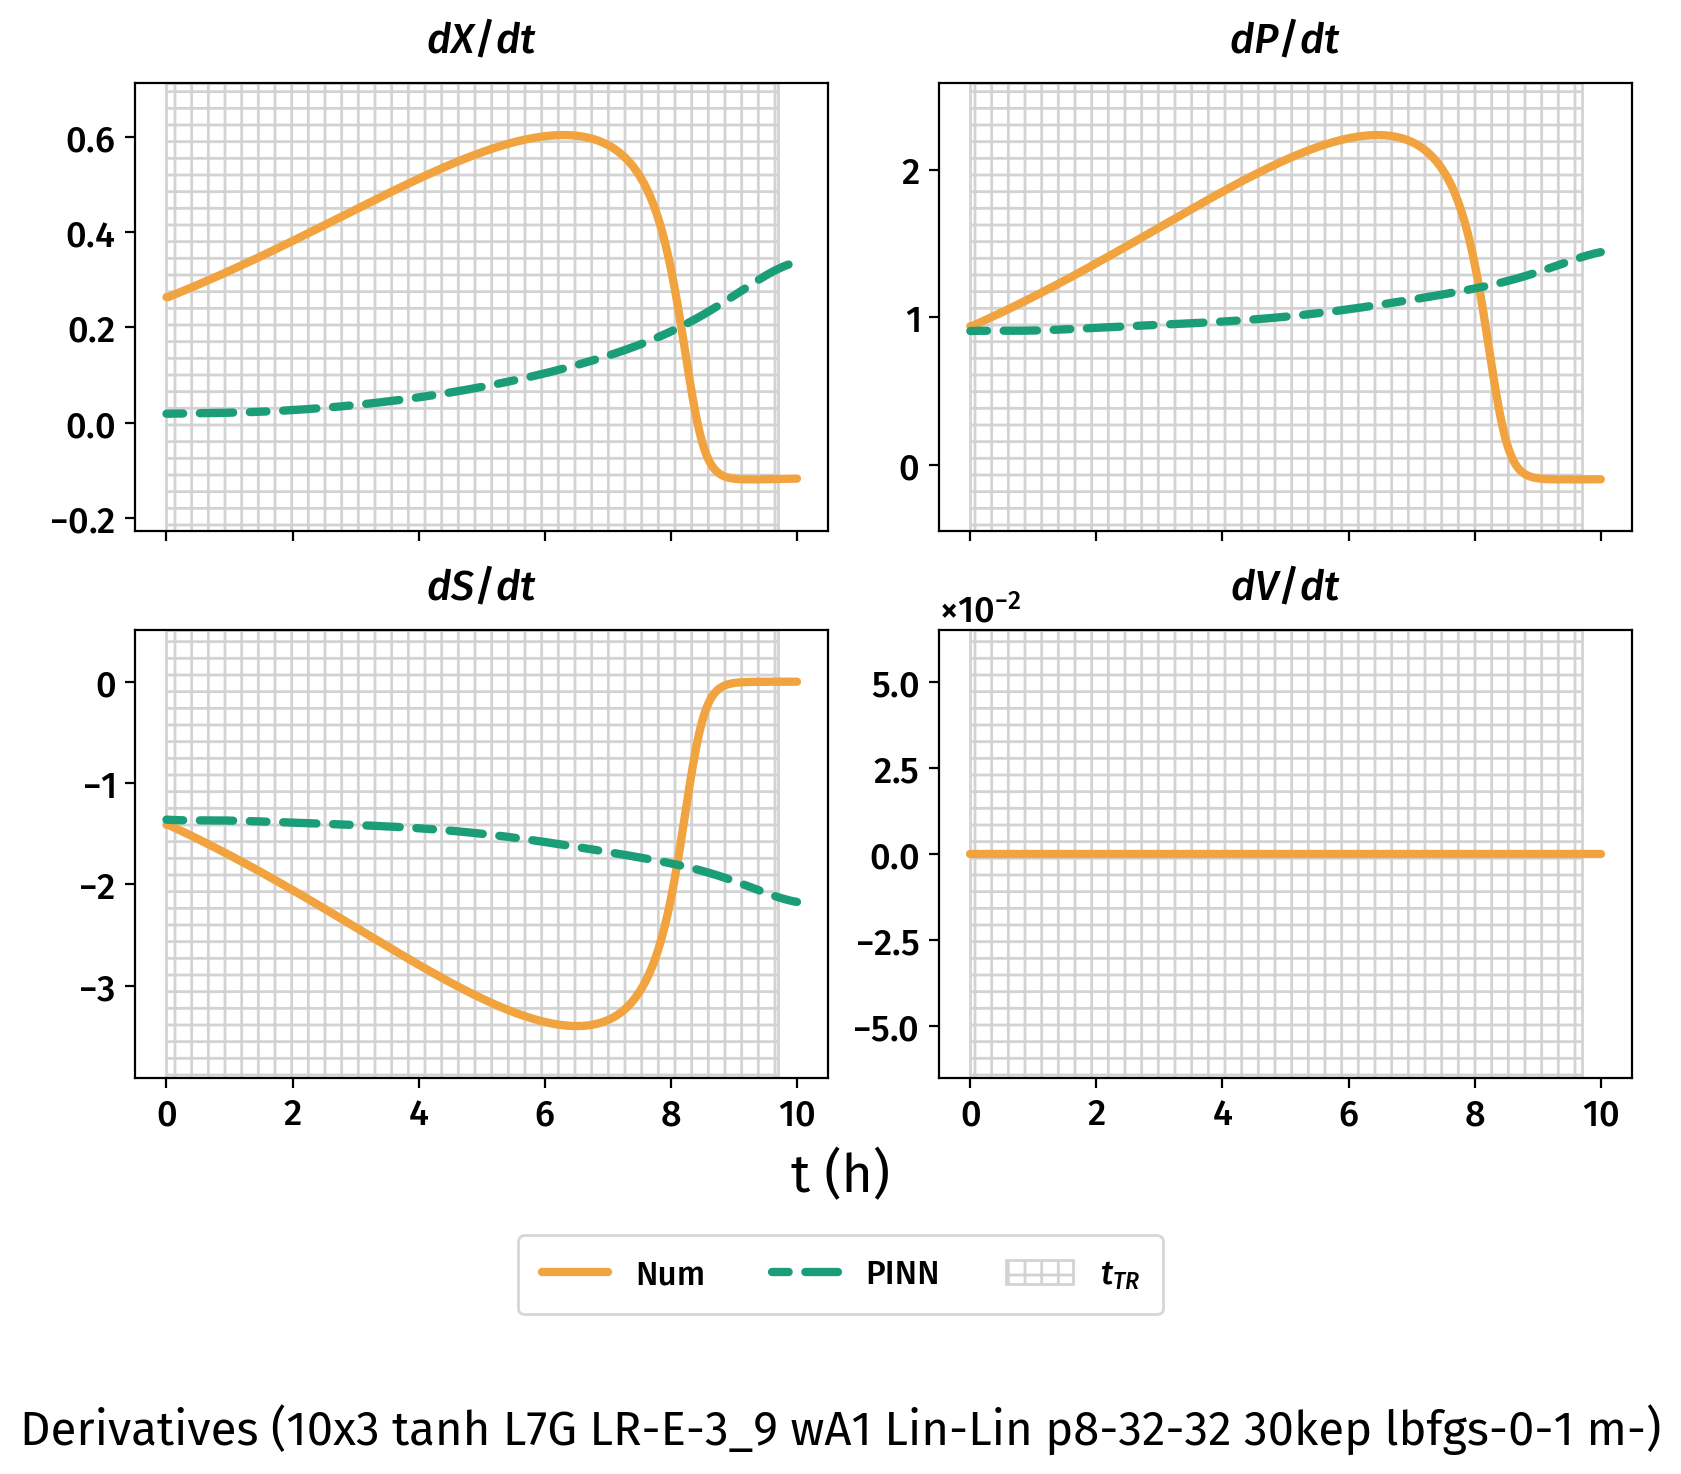 dX/dt
dP/dt
0.6
0.4
0.2
0.0
−0.2
2
1
0
dS/dt
dV/dt
×10⁻²
0
−1
−2
−3
5.0
2.5
0.0
−2.5
−5.0
0 2 4 6 8 10
0 2 4 6 8 10
t (h)
Num PINN t_TR
Derivatives (10x3 tanh L7G LR-E-3_9 wA1 Lin-Lin p8-32-32 30kep lbfgs-0-1 m-)